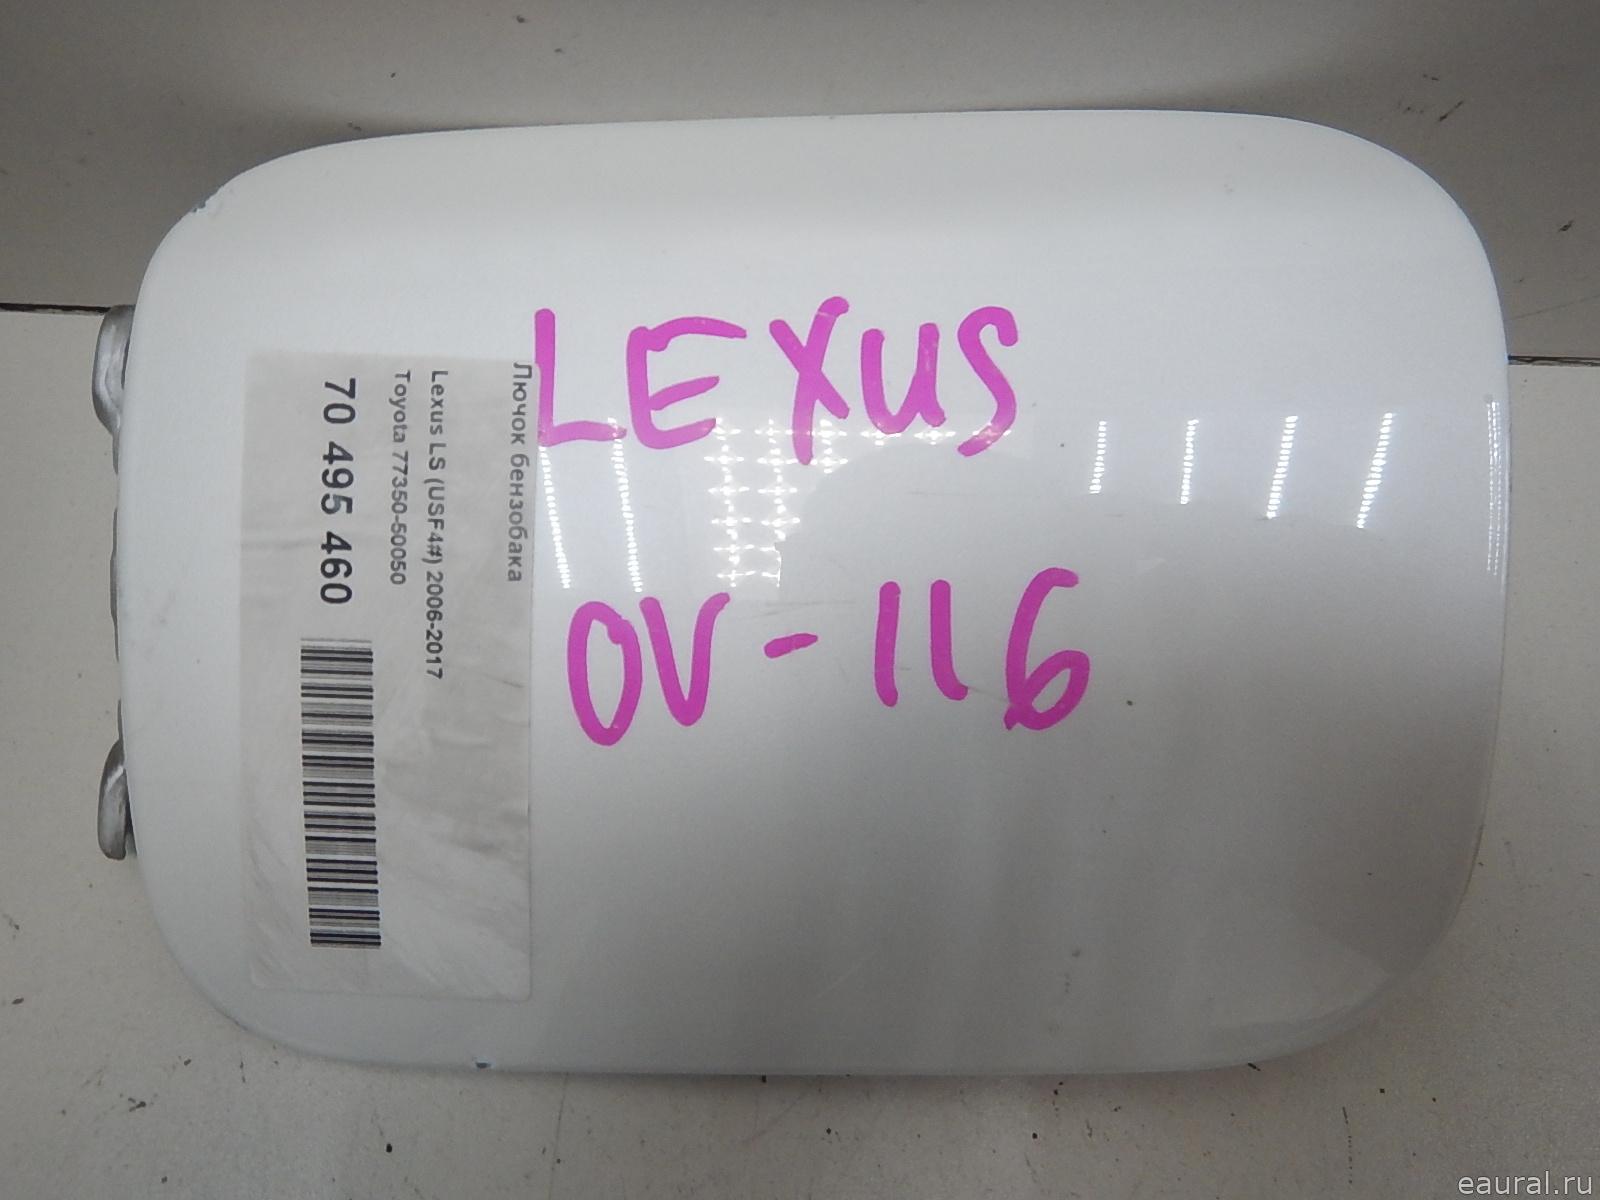 LEXUS
OV-116
Лючок бензобака
Lexus LS (USF4#) 2006-2017
Toyota 77350-50050
70 495 460
eaural.ru